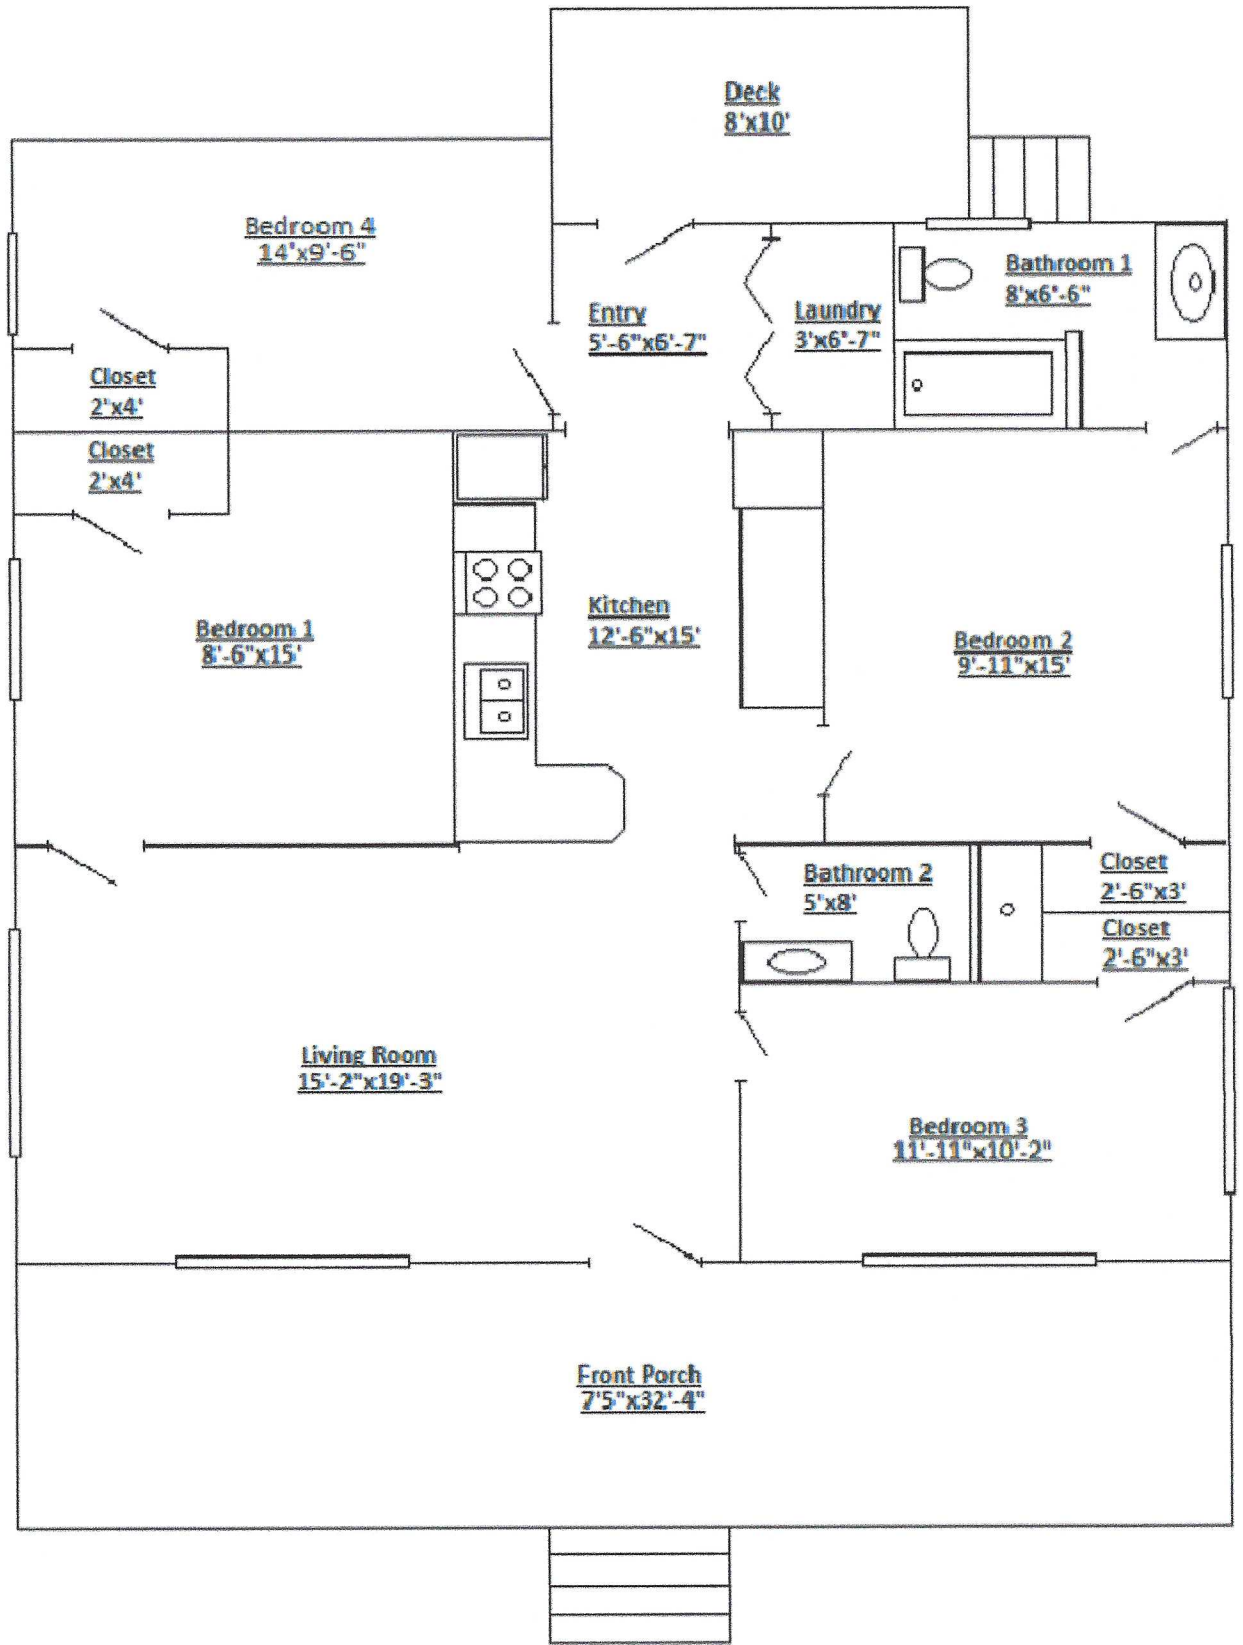 Deck
8'x10'
Bedroom 4
14'x9'-6"
Bathroom 1
8'x6'-6"
Entry
5'-6"x6'-7"
Laundry
3'x6'-7"
Closet
2'x4'
Closet
2'x4'
Bedroom 1
8'-6"x15'
Kitchen
12'-6"x15'
Bedroom 2
9'-11"x15'
Bathroom 2
5'x8'
Closet
2'-6"x3'
Closet
2'-6"x3'
Living Room
15'-2"x19'-3"
Bedroom 3
11'-11"x10'-2"
Front Porch
7'5"x32'-4"